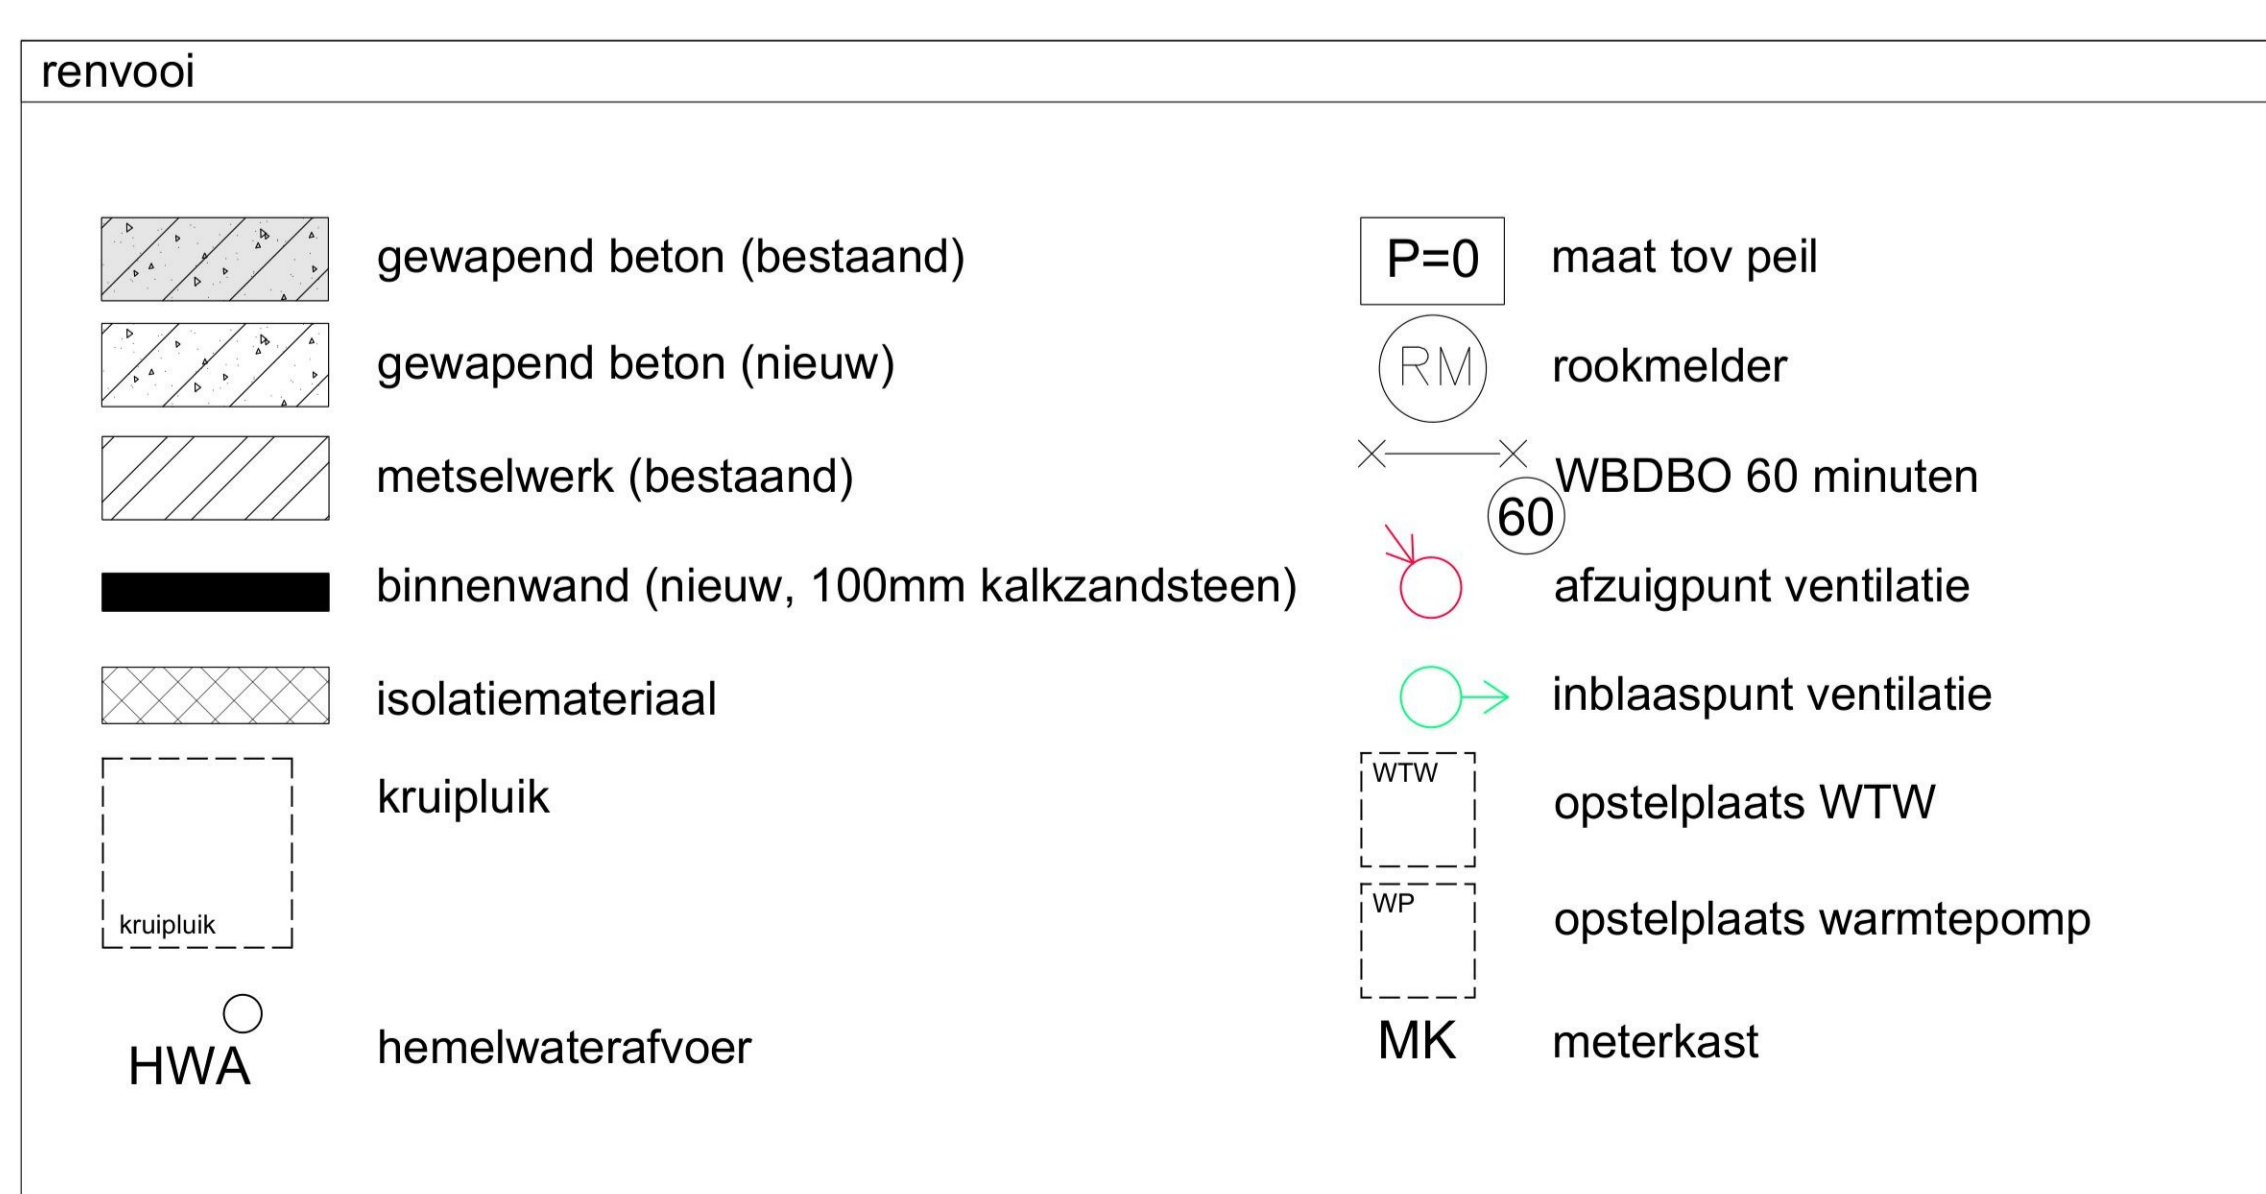 renvooi
gewapend beton (bestaand)
gewapend beton (nieuw)
metselwerk (bestaand)
binnenwand (nieuw, 100mm kalkzandsteen)
isolatiemateriaal
kruipluik
kruipluik
HWA hemelwaterafvoer
P=0 maat tov peil
RM rookmelder
WBDBO 60 minuten
60
afzuigpunt ventilatie
inblaaspunt ventilatie
WTW
opstelplaats WTW
WP
opstelplaats warmtepomp
MK meterkast